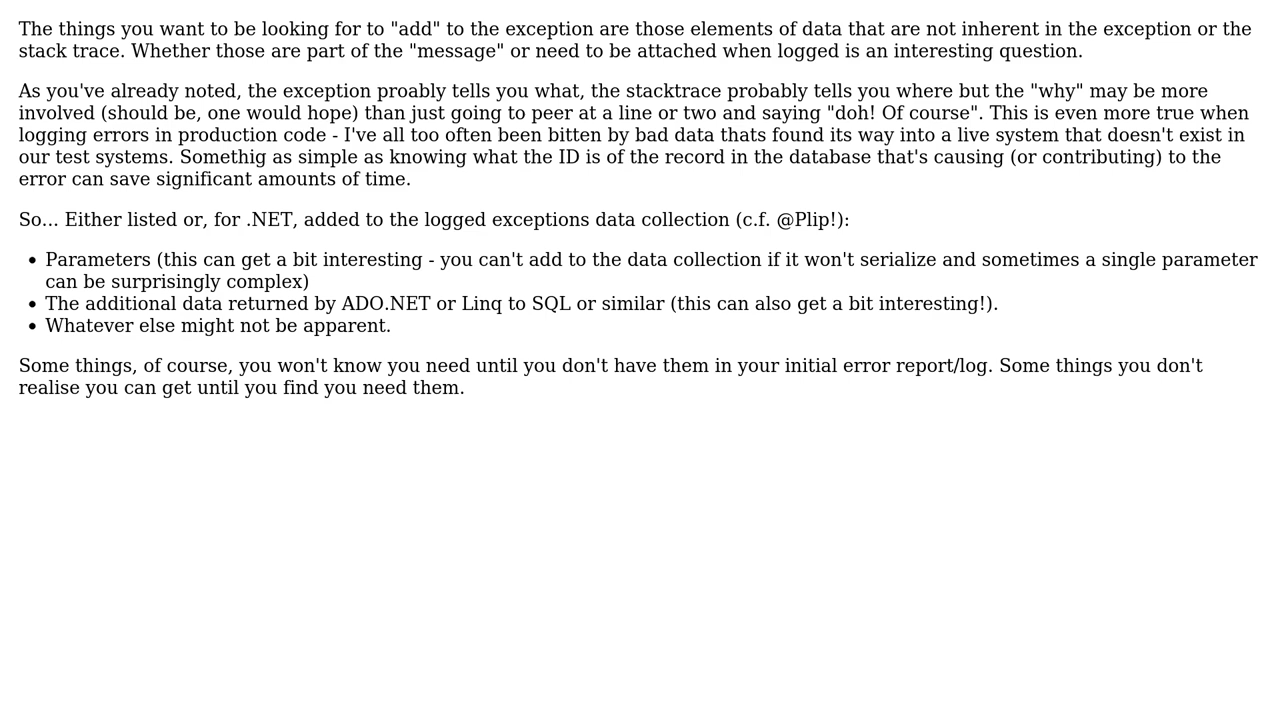 The things you want to be looking for to "add" to the exception are those elements of data that are not inherent in the exception or the
stack trace. Whether those are part of the "message" or need to be attached when logged is an interesting question.
As you've already noted, the exception proably tells you what, the stacktrace probably tells you where but the "why" may be more
involved (should be, one would hope) than just going to peer at a line or two and saying "doh! Of course". This is even more true when
logging errors in production code - I've all too often been bitten by bad data thats found its way into a live system that doesn't exist in
our test systems. Somethig as simple as knowing what the ID is of the record in the database that's causing (or contributing) to the
error can save significant amounts of time.
So... Either listed or, for .NET, added to the logged exceptions data collection (c.f. @Plip!):
• Parameters (this can get a bit interesting - you can't add to the data collection if it won't serialize and sometimes a single parameter
can be surprisingly complex)
• The additional data returned by ADO.NET or Linq to SQL or similar (this can also get a bit interesting!).
• Whatever else might not be apparent.
Some things, of course, you won't know you need until you don't have them in your initial error report/log. Some things you don't
realise you can get until you find you need them.